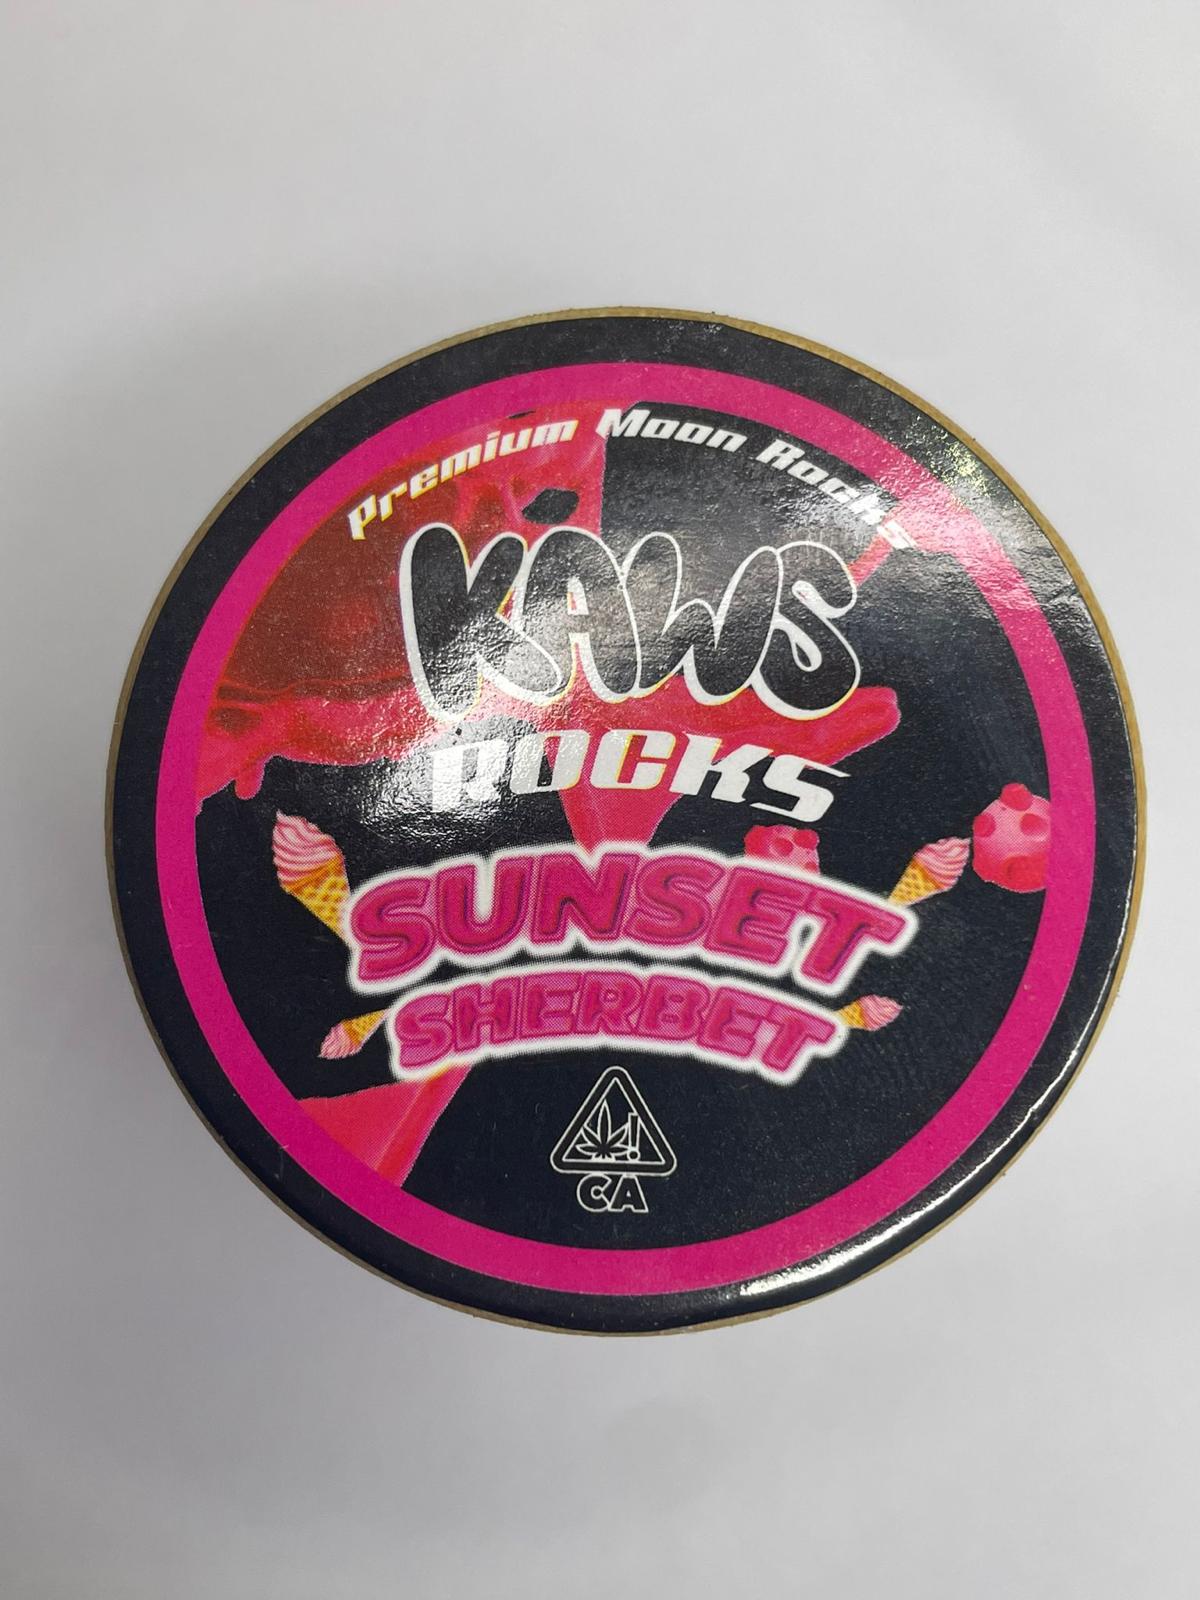 Premium Moon Rocks
KAWS
ROCKS
SUNSET
SHERBET
!
CA